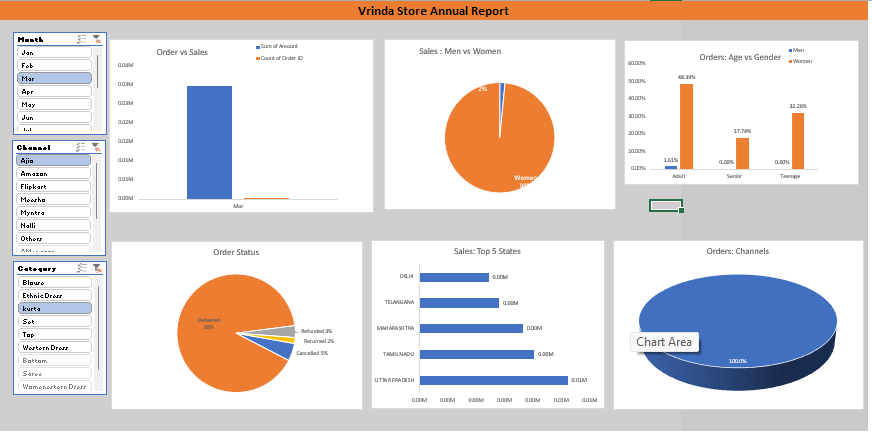 Vrinda Store Annual Report
Month
Jan
Feb
Mar
Apr
May
Jun
Channel
Ajio
Amazon
Flipkart
Meesho
Myntra
Nalli
Others
Category
Blouse
Ethnic Dress
kurta
Set
Top
Western Dress
Bottom
Saree
Order vs Sales
Sum of Amount
Count of Order ID
0.04M
0.03M
0.03M
0.02M
0.02M
0.01M
0.01M
0.00M
Mar
Sales : Men vs Women
2%
Women
Orders: Age vs Gender
Men
Women
60.00%
50.00%
40.00%
30.00%
20.00%
10.00%
0.00%
1.61%
48.39%
0.00%
17.74%
0.00%
32.26%
Adult
Senior
Teenage
Order Status
Delivered
Refunded 3%
Returned 2%
Cancelled 5%
Sales: Top 5 States
DELHI
0.00M
TELANGANA
0.00M
MAHARASHTRA
0.00M
TAMIL NADU
0.00M
UTTAR PRADESH
0.01M
0.00M 0.00M 0.00M 0.00M 0.01M 0.01M 0.01M
Orders: Channels
Chart Area
100.0%